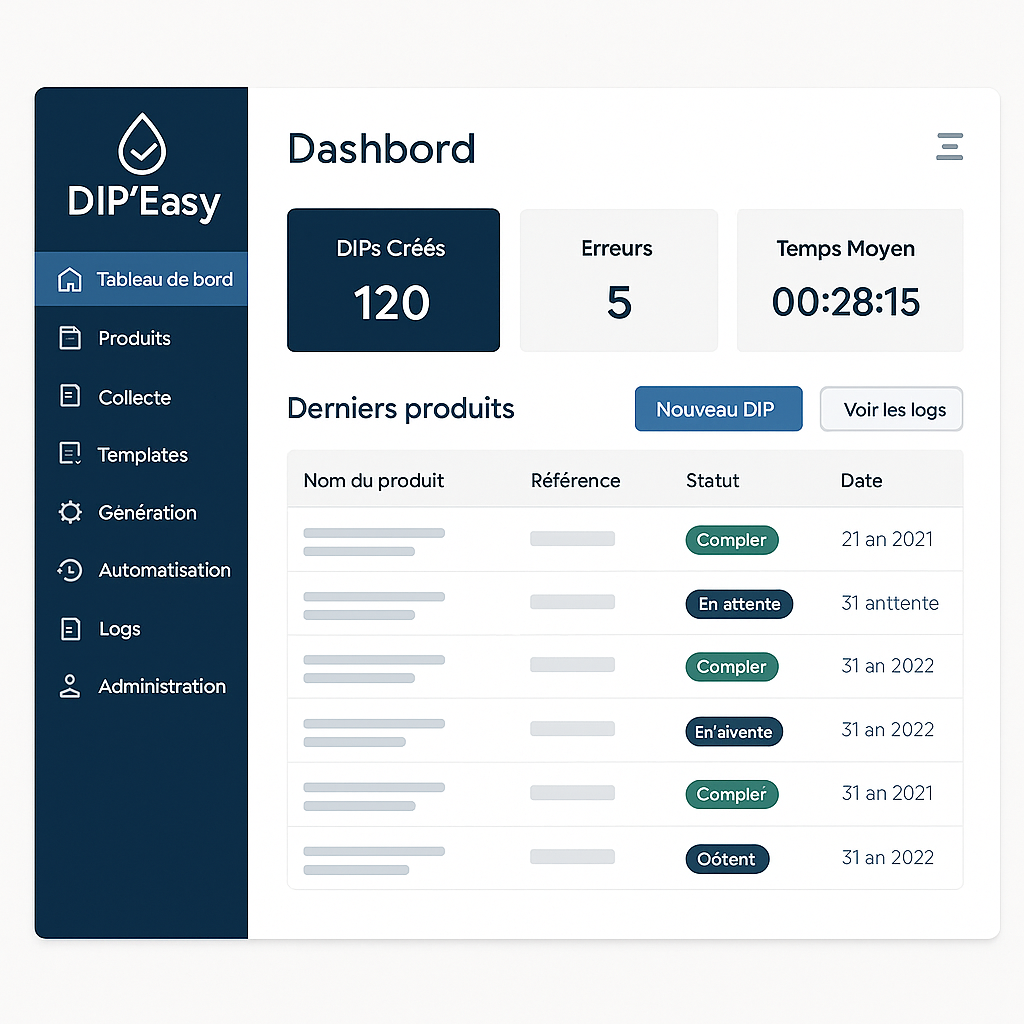 DIP'Easy
Tableau de bord
Produits
Collecte
Templates
Génération
Automatisation
Logs
Administration
Dashbord
DIPs Créés
120
Erreurs
5
Temps Moyen
00:28:15
Derniers produits
Nouveau DIP
Voir les logs
Nom du produit Référence Statut Date
Compler 21 an 2021
En attente 31 anttente
Compler 31 an 2022
En'aivente 31 an 2022
Compleŕ 31 an 2021
Oótent 31 an 2022